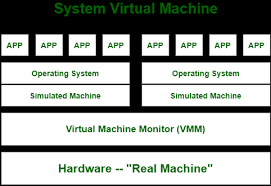 System Virtual Machine
APP APP APP APP APP APP APP APP
Operating System Operating System
Simulated Machine Simulated Machine
Virtual Machine Monitor (VMM)
Hardware -- "Real Machine"